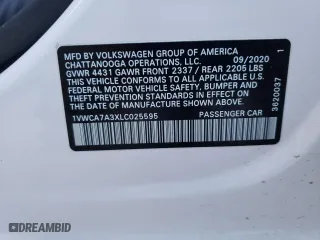 MFD. BY VOLKSWAGEN GROUP OF AMERICA
CHATTANOOGA OPERATIONS, LLC. 09/2020
GVWR 4431 GAWR FRONT 2337 / REAR 2205 LBS
THIS VEHICLE CONFORMS TO ALL APPLICABLE U.S.
FEDERAL MOTOR VEHICLE SAFETY, BUMPER, AND
THEFT PREVENTION STANDARDS IN EFFECT ON
THE DATE OF MANUFACTURE SHOWN ABOVE.
1VWCA7A3XLC025595 PASSENGER CAR
1
3620037
DREAMBID